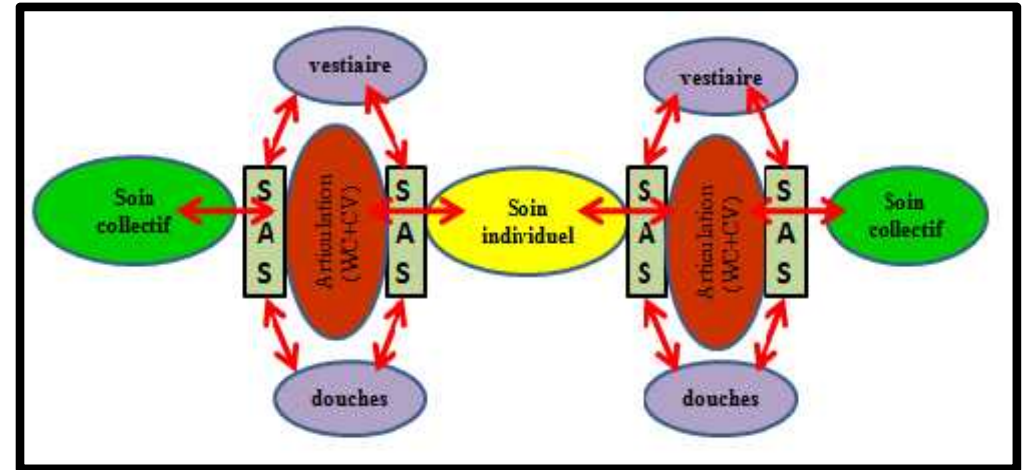 vestiaire
vestiaire
Soin
collectif
S
A
S
Articulation
(WC+CV)
S
A
S
Soin
individuel
S
A
S
Articulation
(WC+CV)
S
A
S
Soin
collectif
douches
douches